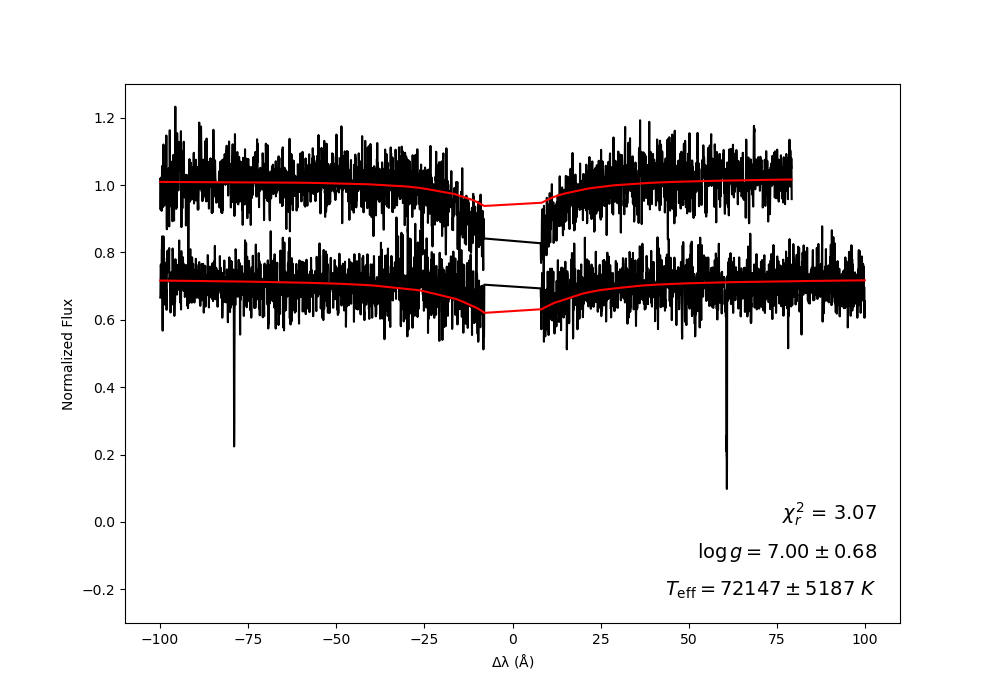 1.2
1.0
0.8
0.6
0.4
0.2
0.0
−0.2
Normalized Flux
χ²ᵣ = 3.07
log g = 7.00 ± 0.68
T_eff = 72147 ± 5187 K
−100 −75 −50 −25 0 25 50 75 100
Δλ (Å)